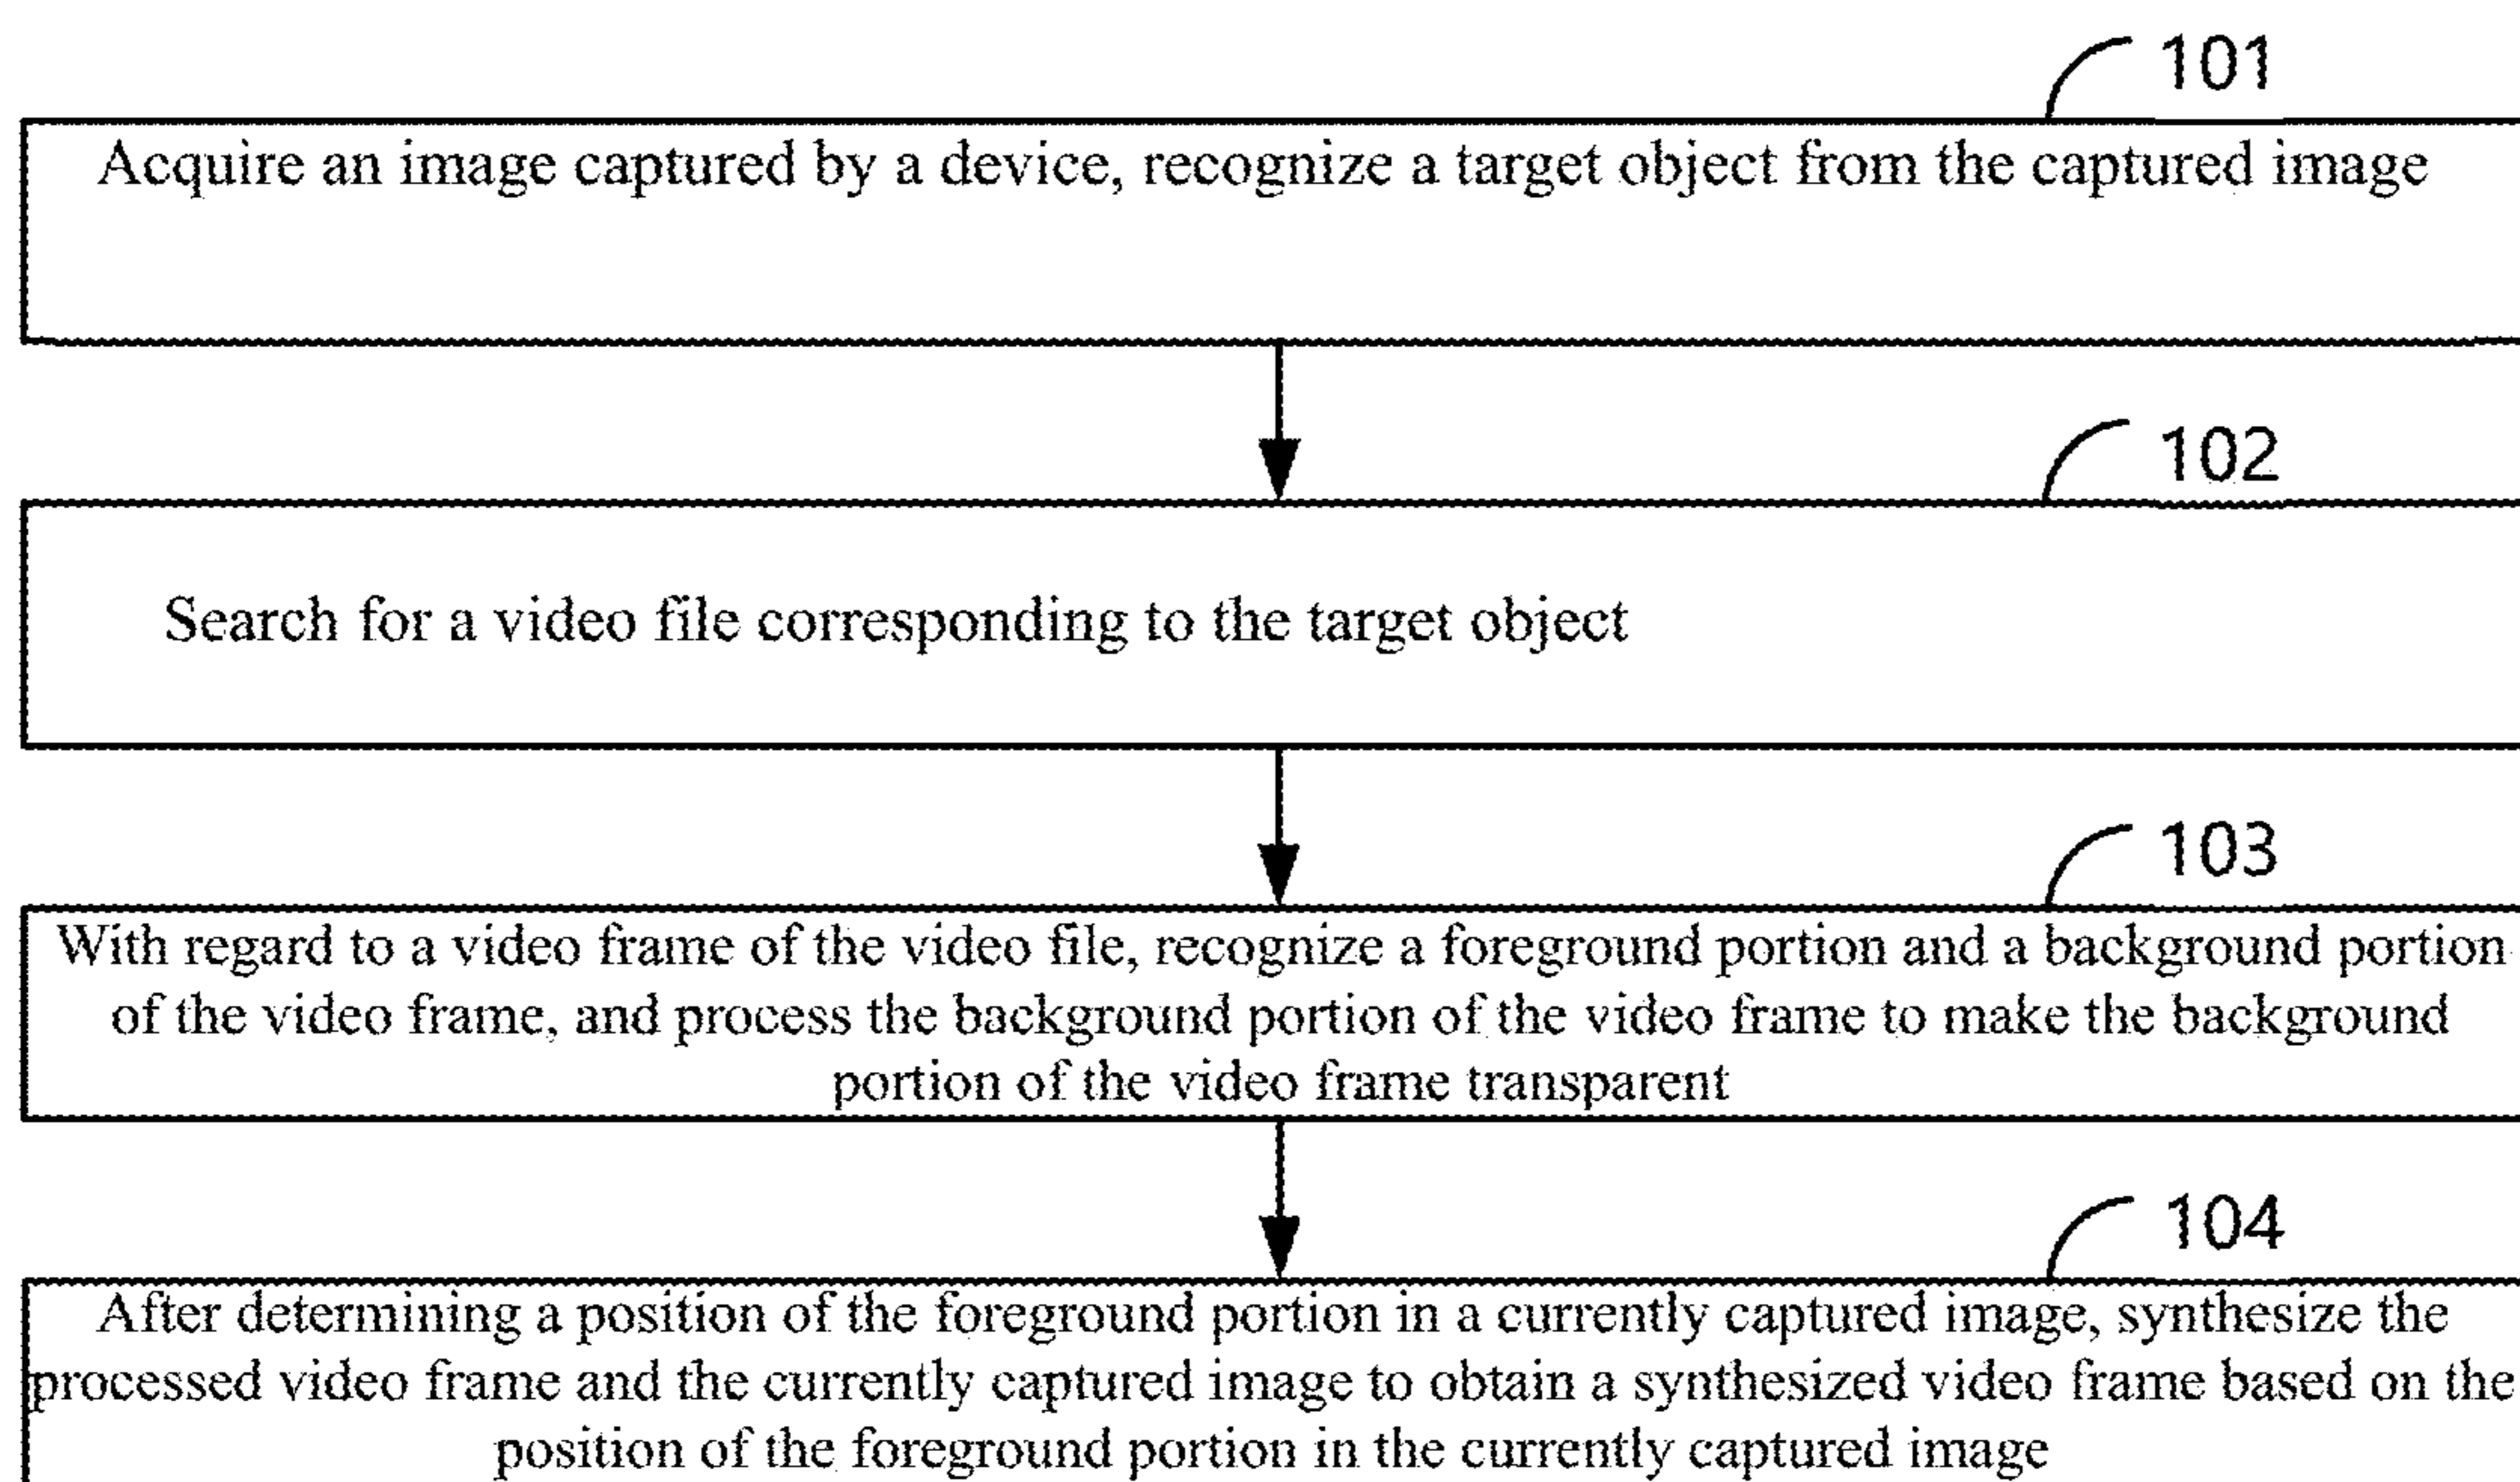 101
Acquire an image captured by a device, recognize a target object from the captured image
102
Search for a video file corresponding to the target object
103
With regard to a video frame of the video file, recognize a foreground portion and a background portion
of the video frame, and process the background portion of the video frame to make the background
portion of the video frame transparent
104
After determining a position of the foreground portion in a currently captured image, synthesize the
processed video frame and the currently captured image to obtain a synthesized video frame based on the
position of the foreground portion in the currently captured image